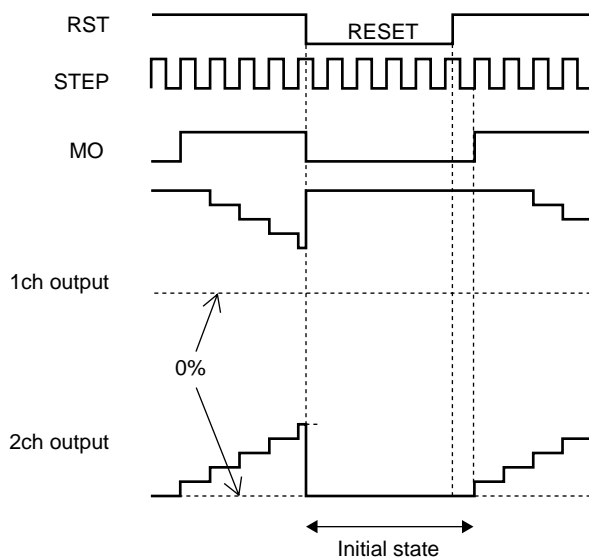 RST
RESET
STEP
MO
1ch output
0%
2ch output
Initial state